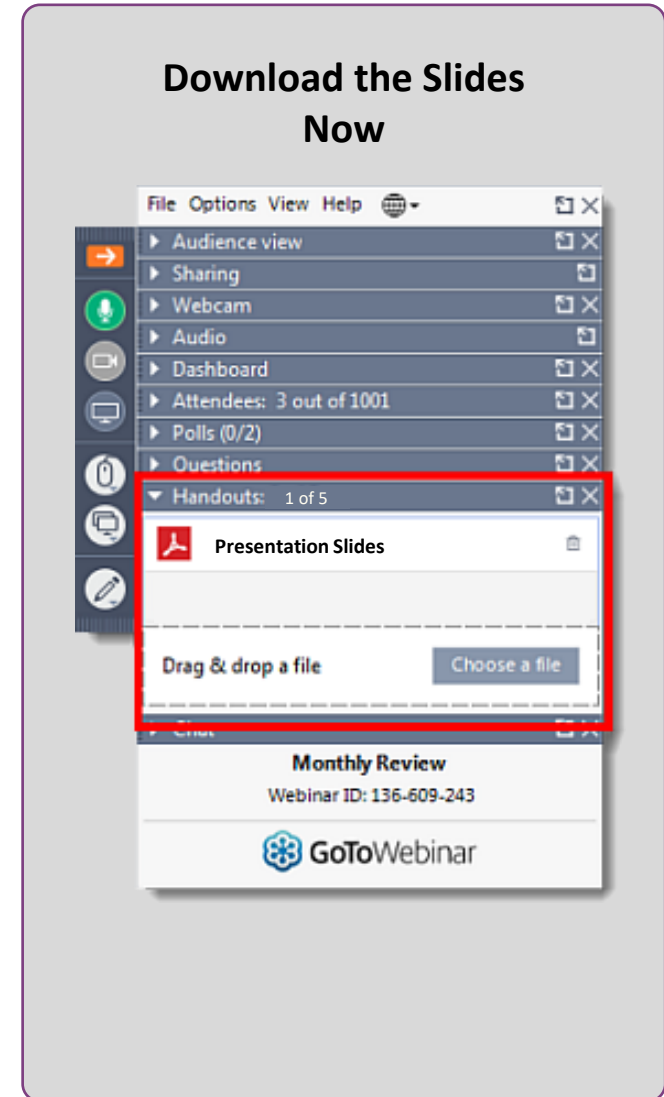 Download the Slides
Now
File Options View Help
Audience view
Sharing
Webcam
Audio
Dashboard
Attendees: 3 out of 1001
Polls (0/2)
Questions
Handouts: 1 of 5
Presentation Slides
Drag & drop a file
Choose a file
Chat
Monthly Review
Webinar ID: 136-609-243
GoToWebinar